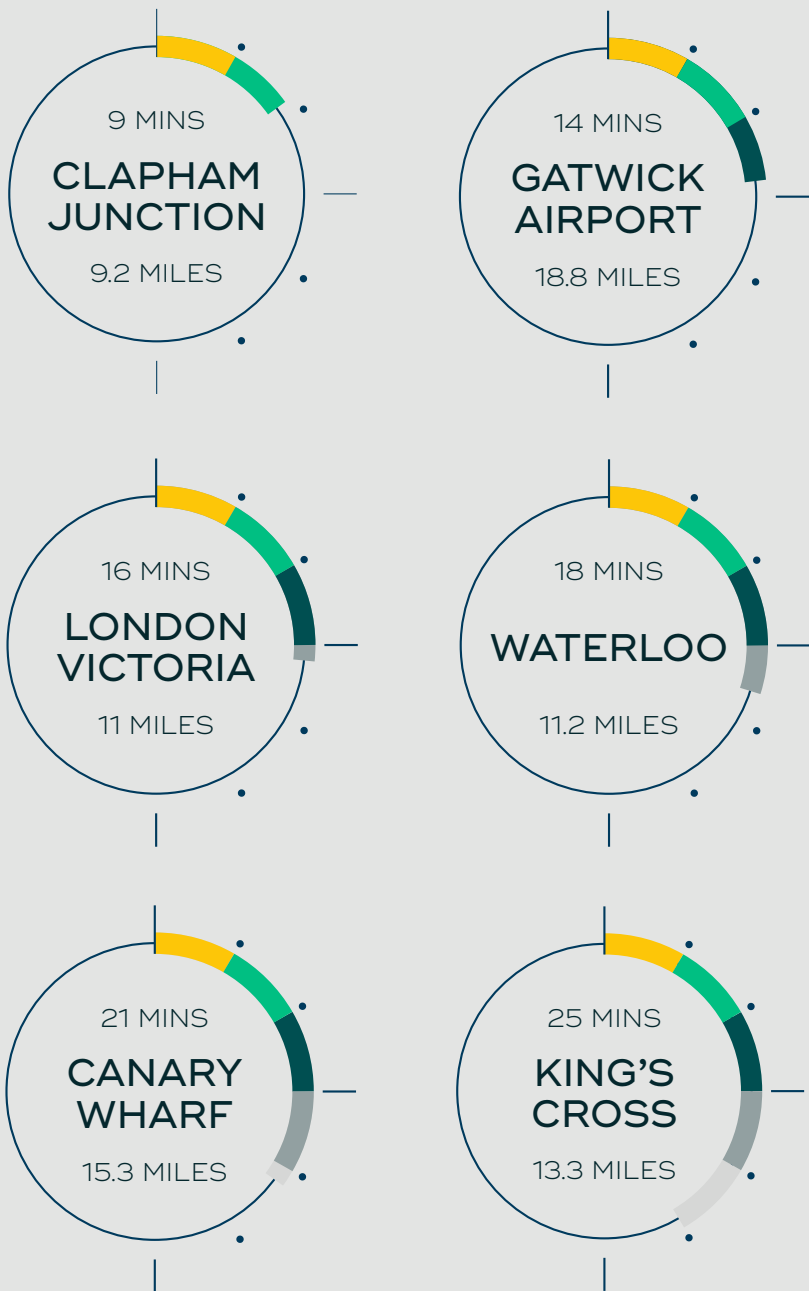 9 MINS
CLAPHAM
JUNCTION
9.2 MILES
14 MINS
GATWICK
AIRPORT
18.8 MILES
16 MINS
LONDON
VICTORIA
11 MILES
18 MINS
WATERLOO
11.2 MILES
21 MINS
CANARY
WHARF
15.3 MILES
25 MINS
KING'S
CROSS
13.3 MILES